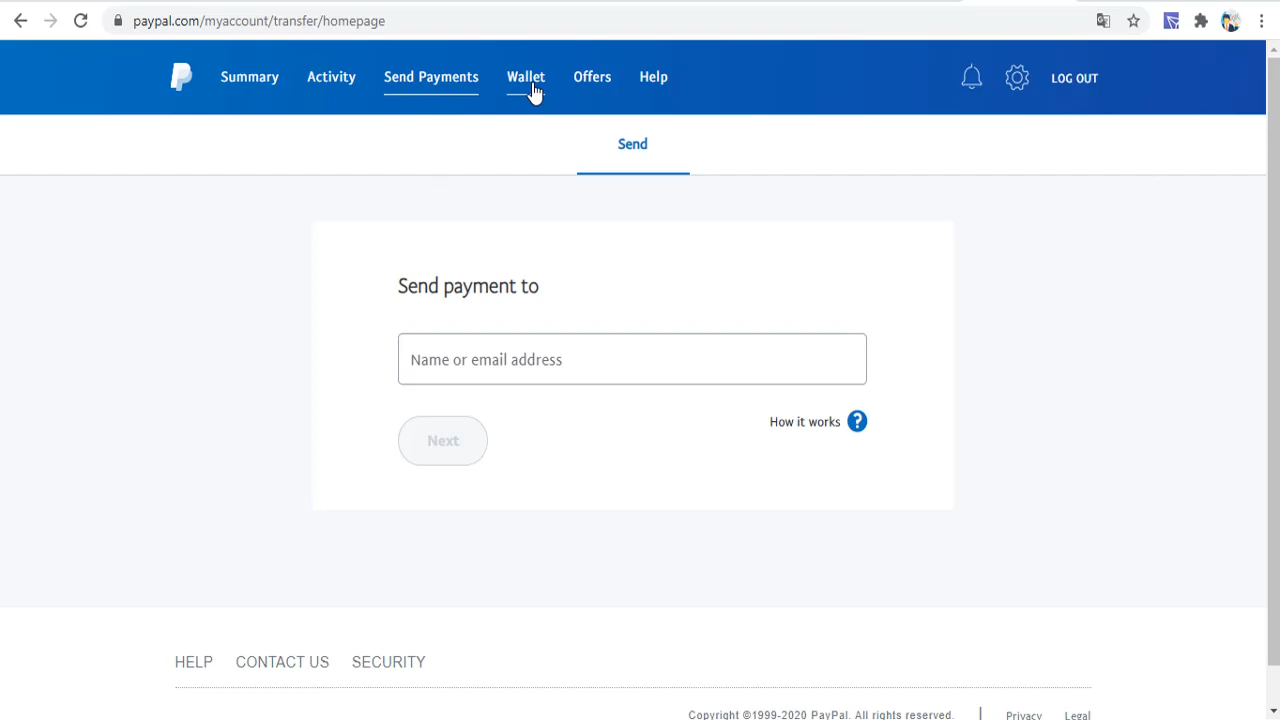 paypal.com/myaccount/transfer/homepage
Summary Activity Send Payments Wallet Offers Help LOG OUT
Send
Send payment to
Name or email address
How it works ?
Next
HELP CONTACT US SECURITY
Copyright ©1999-2020 PayPal. All rights reserved. | Privacy Legal